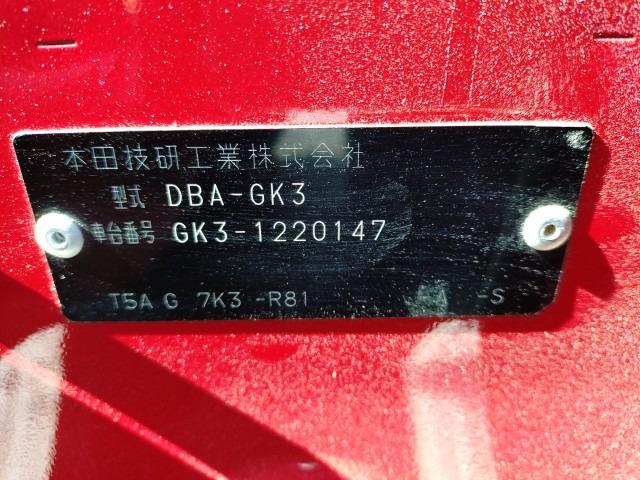 本田技研工業株式会社
型式 DBA-GK3
車台番号 GK3-1220147
T5A G 7K3 -R81 -S